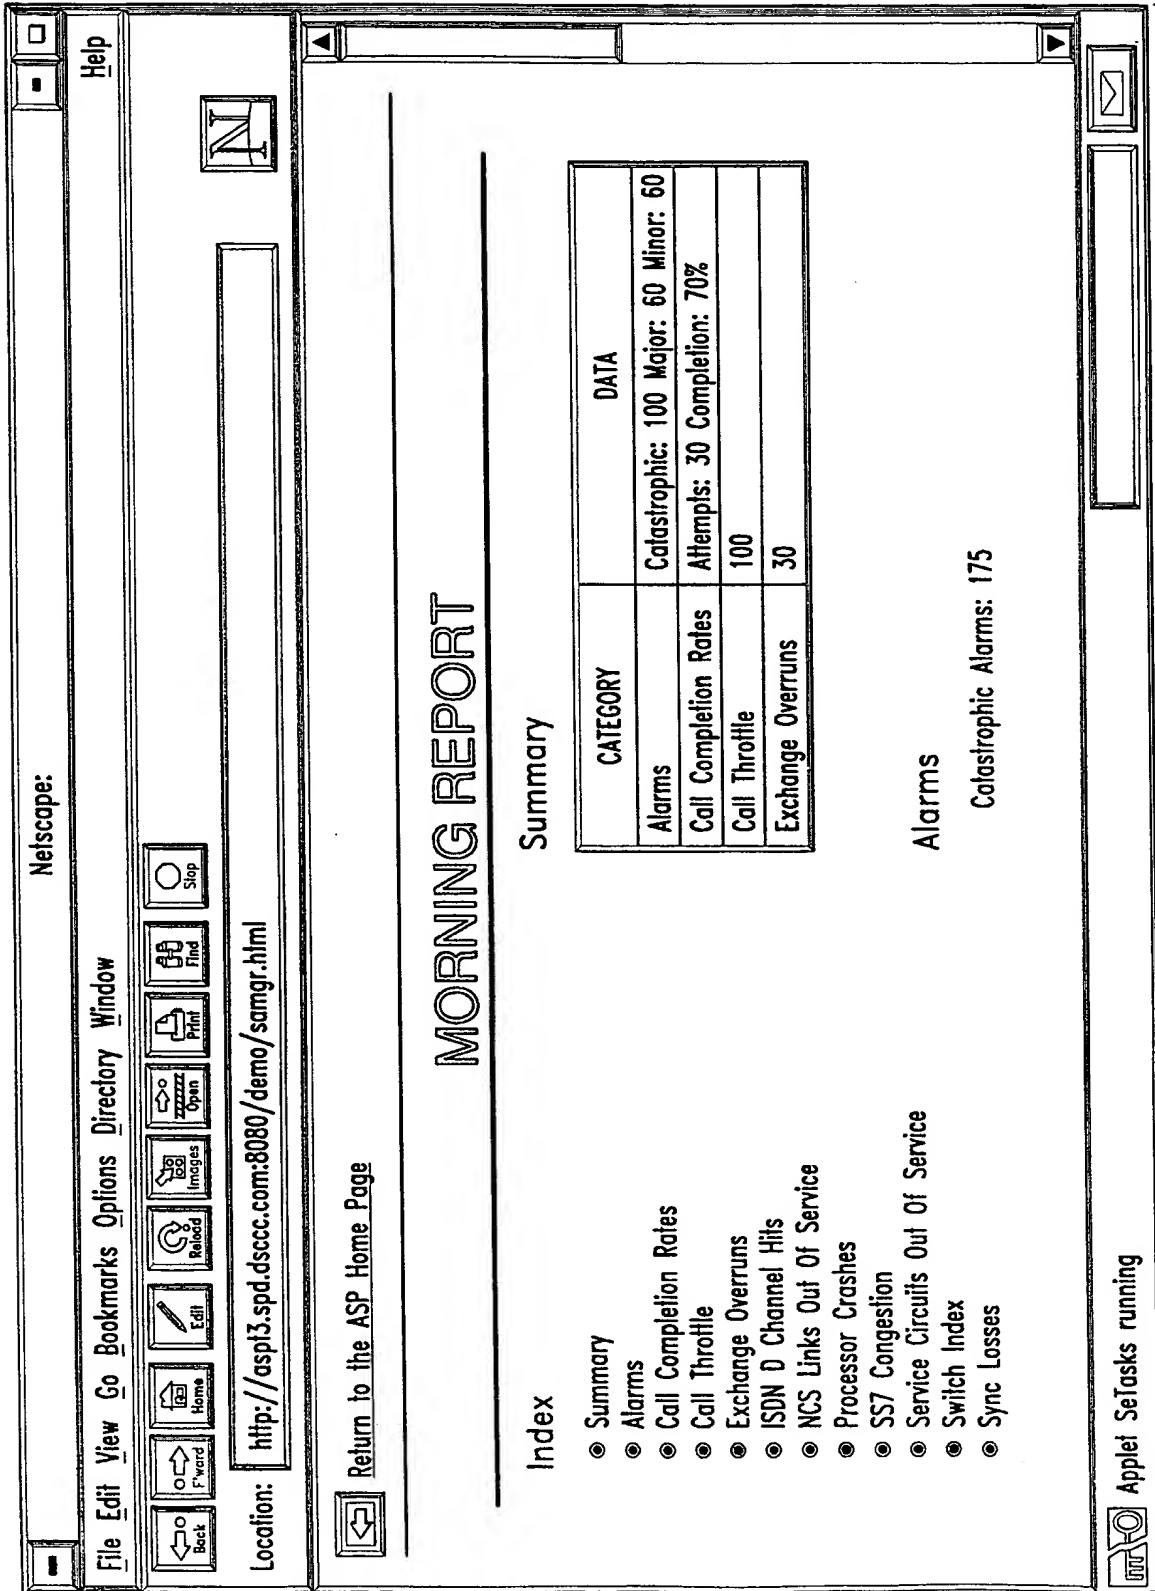 Netscape:
File Edit View Go Bookmarks Options Directory Window Help
Back F'ward Home Edit Reload Images Open Print Find Stop
N
Location: http://aspt3.spd.dsccc.com:8080/demo/samgr.html
Return to the ASP Home Page
MORNING REPORT
Index
Summary
Alarms
Call Completion Rates
Call Throttle
Exchange Overruns
ISDN D Channel Hits
NCS Links Out Of Service
Processor Crashes
SS7 Congestion
Service Circuits Out Of Service
Switch Index
Sync Losses
Summary
CATEGORY DATA
Alarms Catastrophic: 100 Major: 60 Minor: 60
Call Completion Rates Attempts: 30 Completion: 70%
Call Throttle 100
Exchange Overruns 30
Alarms
Catastrophic Alarms: 175
Applet SeTasks running